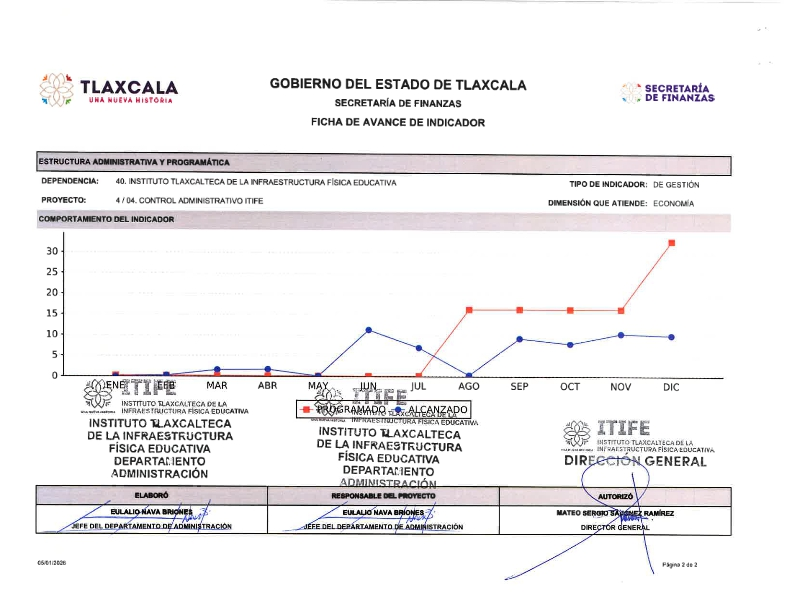 TLAXCALA
UNA NUEVA HISTORIA
GOBIERNO DEL ESTADO DE TLAXCALA
SECRETARÍA DE FINANZAS
FICHA DE AVANCE DE INDICADOR
SECRETARÍA
DE FINANZAS
ESTRUCTURA ADMINISTRATIVA Y PROGRAMÁTICA
DEPENDENCIA: 40. INSTITUTO TLAXCALTECA DE LA INFRAESTRUCTURA FÍSICA EDUCATIVA TIPO DE INDICADOR: DE GESTIÓN
PROYECTO: 4 / 04. CONTROL ADMINISTRATIVO ITIFE DIMENSIÓN QUE ATIENDE: ECONOMÍA
COMPORTAMIENTO DEL INDICADOR
30
25
20
15
10
5
0
ENE FEB MAR ABR MAY JUN JUL AGO SEP OCT NOV DIC
PROGRAMADO ALCANZADO
ITIFE
INSTITUTO TLAXCALTECA DE LA
INFRAESTRUCTURA FÍSICA EDUCATIVA
INSTITUTO TLAXCALTECA
DE LA INFRAESTRUCTURA
FÍSICA EDUCATIVA
DEPARTAMENTO
ADMINISTRACIÓN
ITIFE
INSTITUTO TLAXCALTECA DE LA
INFRAESTRUCTURA FÍSICA EDUCATIVA
INSTITUTO TLAXCALTECA
DE LA INFRAESTRUCTURA
FÍSICA EDUCATIVA
DEPARTAMENTO
ADMINISTRACIÓN
ITIFE
INSTITUTO TLAXCALTECA DE LA
INFRAESTRUCTURA FÍSICA EDUCATIVA
DIRECCIÓN GENERAL
ELABORÓ RESPONSABLE DEL PROYECTO AUTORIZÓ
EULALIO NAVA BRIONES EULALIO NAVA BRIONES MATEO SERGIO SÁNCHEZ RAMÍREZ
JEFE DEL DEPARTAMENTO DE ADMINISTRACIÓN JEFE DEL DEPARTAMENTO DE ADMINISTRACIÓN DIRECTOR GENERAL
05/01/2026 Página 2 de 2